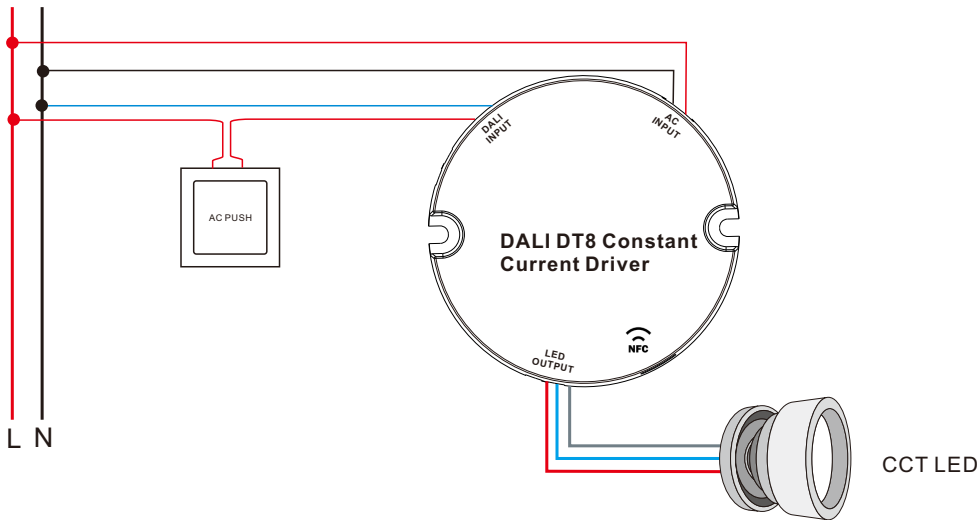 DALI
INPUT
AC
INPUT
AC PUSH
DALI DT8 Constant
Current Driver
NFC
LED
OUTPUT
L N
CCT LED